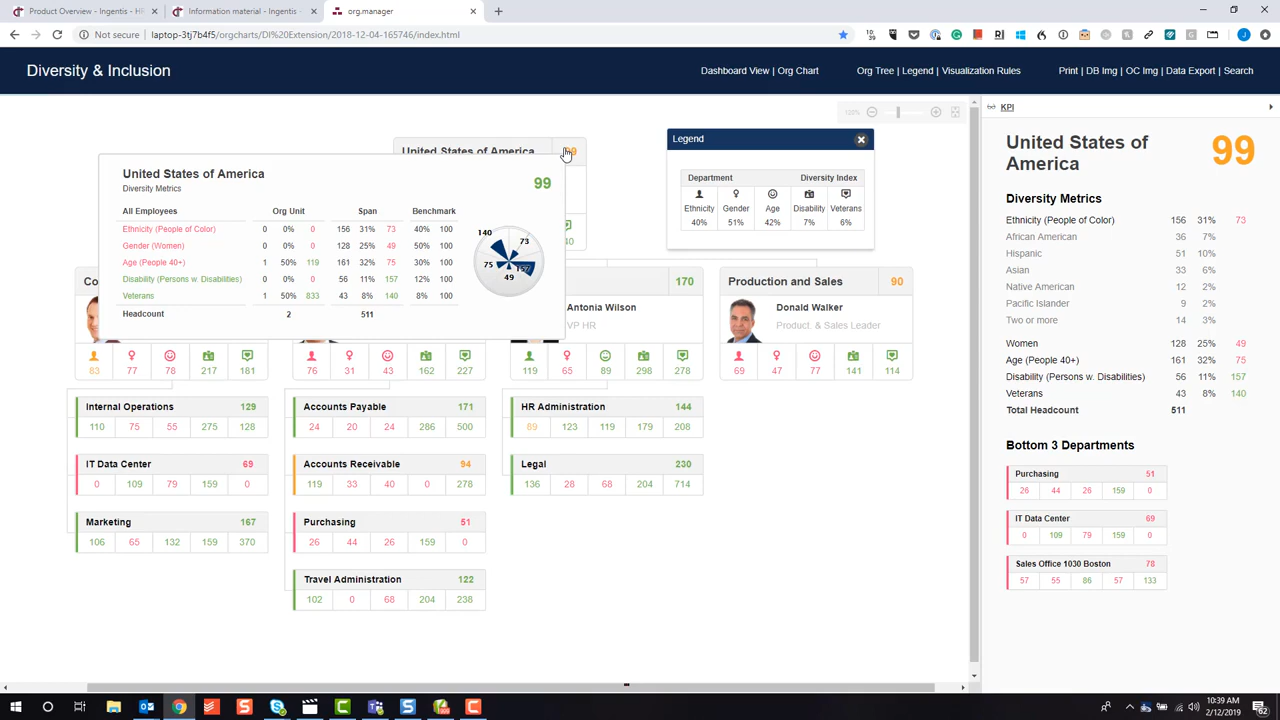 Product Overview - Ingentis - HR
Information material - Ingentis -
org.manager
Not secure | laptop-3tj7b4f5/orgcharts/DI%20Extension/2018-12-04-165746/index.html
Diversity & Inclusion
Dashboard View | Org Chart
Org Tree | Legend | Visualization Rules
Print | DB Img | OC Img | Data Export | Search
United States of America
Legend
Department Diversity Index
Ethnicity Gender Age Disability Veterans
40% 51% 42% 7% 6%
United States of America 99
Diversity Metrics
All Employees Org Unit Span Benchmark
Ethnicity (People of Color) 0 0% 0 156 31% 73 40% 100
Gender (Women) 0 0% 0 128 25% 49 50% 100
Age (People 40+) 1 50% 119 161 32% 75 30% 100
Disability (Persons w. Disabilities) 0 0% 0 56 11% 157 12% 100
Veterans 1 50% 833 43 8% 140 8% 100
Headcount 2 511
140 73 75 157 49
40
Co
170
Antonia Wilson
VP HR
Production and Sales 90
Donald Walker
Product. & Sales Leader
83 77 78 217 181
76 31 43 162 227
119 65 89 298 278
69 47 77 141 114
Internal Operations 129
110 75 55 275 128
IT Data Center 69
0 109 79 159 0
Marketing 167
106 65 132 159 370
Accounts Payable 171
24 20 24 286 500
Accounts Receivable 94
119 33 40 0 278
Purchasing 51
26 44 26 159 0
Travel Administration 122
102 0 68 204 238
HR Administration 144
89 123 119 179 208
Legal 230
136 28 68 204 714
KPI
United States of America 99
Diversity Metrics
Ethnicity (People of Color) 156 31% 73
African American 36 7%
Hispanic 51 10%
Asian 33 6%
Native American 12 2%
Pacific Islander 9 2%
Two or more 14 3%
Women 128 25% 49
Age (People 40+) 161 32% 75
Disability (Persons w. Disabilities) 56 11% 157
Veterans 43 8% 140
Total Headcount 511
Bottom 3 Departments
Purchasing 51
26 44 26 159 0
IT Data Center 69
0 109 79 159 0
Sales Office 1030 Boston 78
57 55 86 57 133
10:39 AM
2/12/2019
62